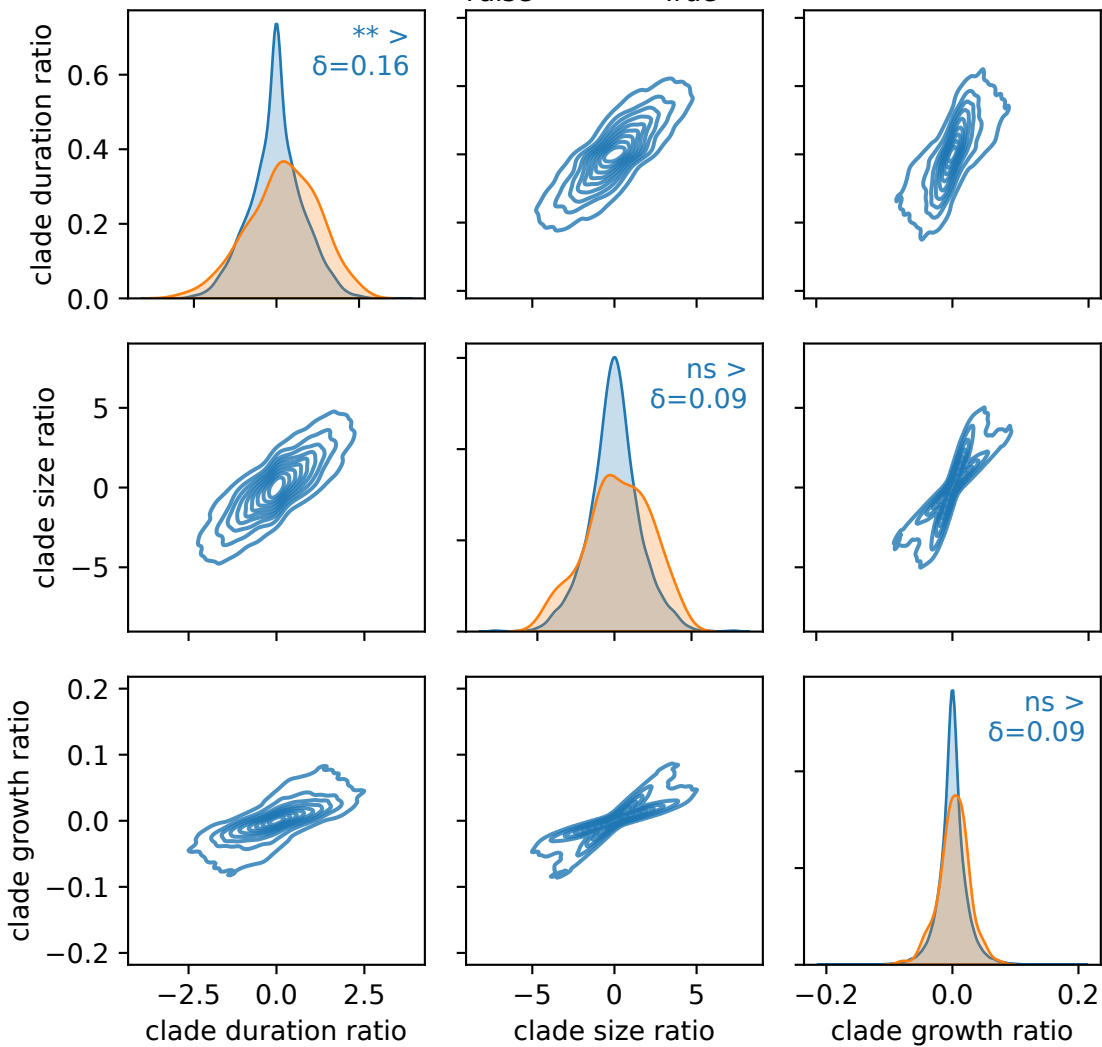 clade duration ratio
0.6
0.4
0.2
0.0
** >
δ=0.16
clade size ratio
5
0
−5
ns >
δ=0.09
clade growth ratio
0.2
0.1
0.0
−0.1
−0.2
ns >
δ=0.09
−2.5 0.0 2.5
clade duration ratio
−5 0 5
clade size ratio
−0.2 0.0 0.2
clade growth ratio